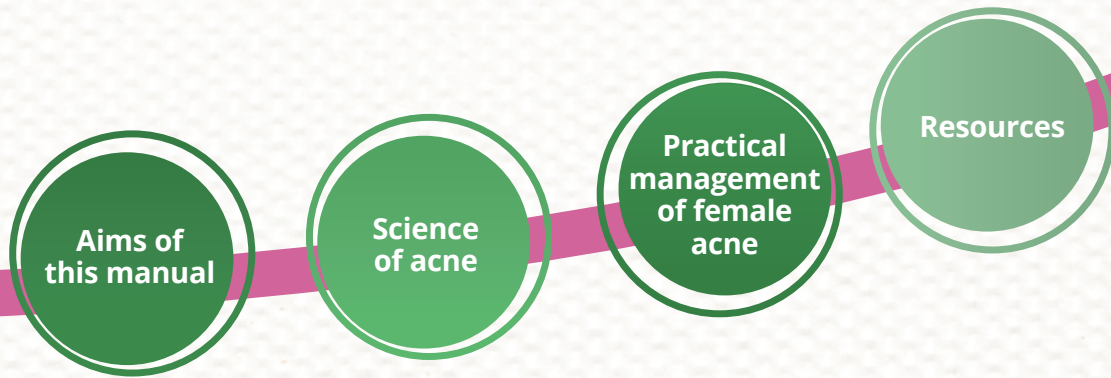 Aims of
this manual
Science
of acne
Practical
management
of female
acne
Resources